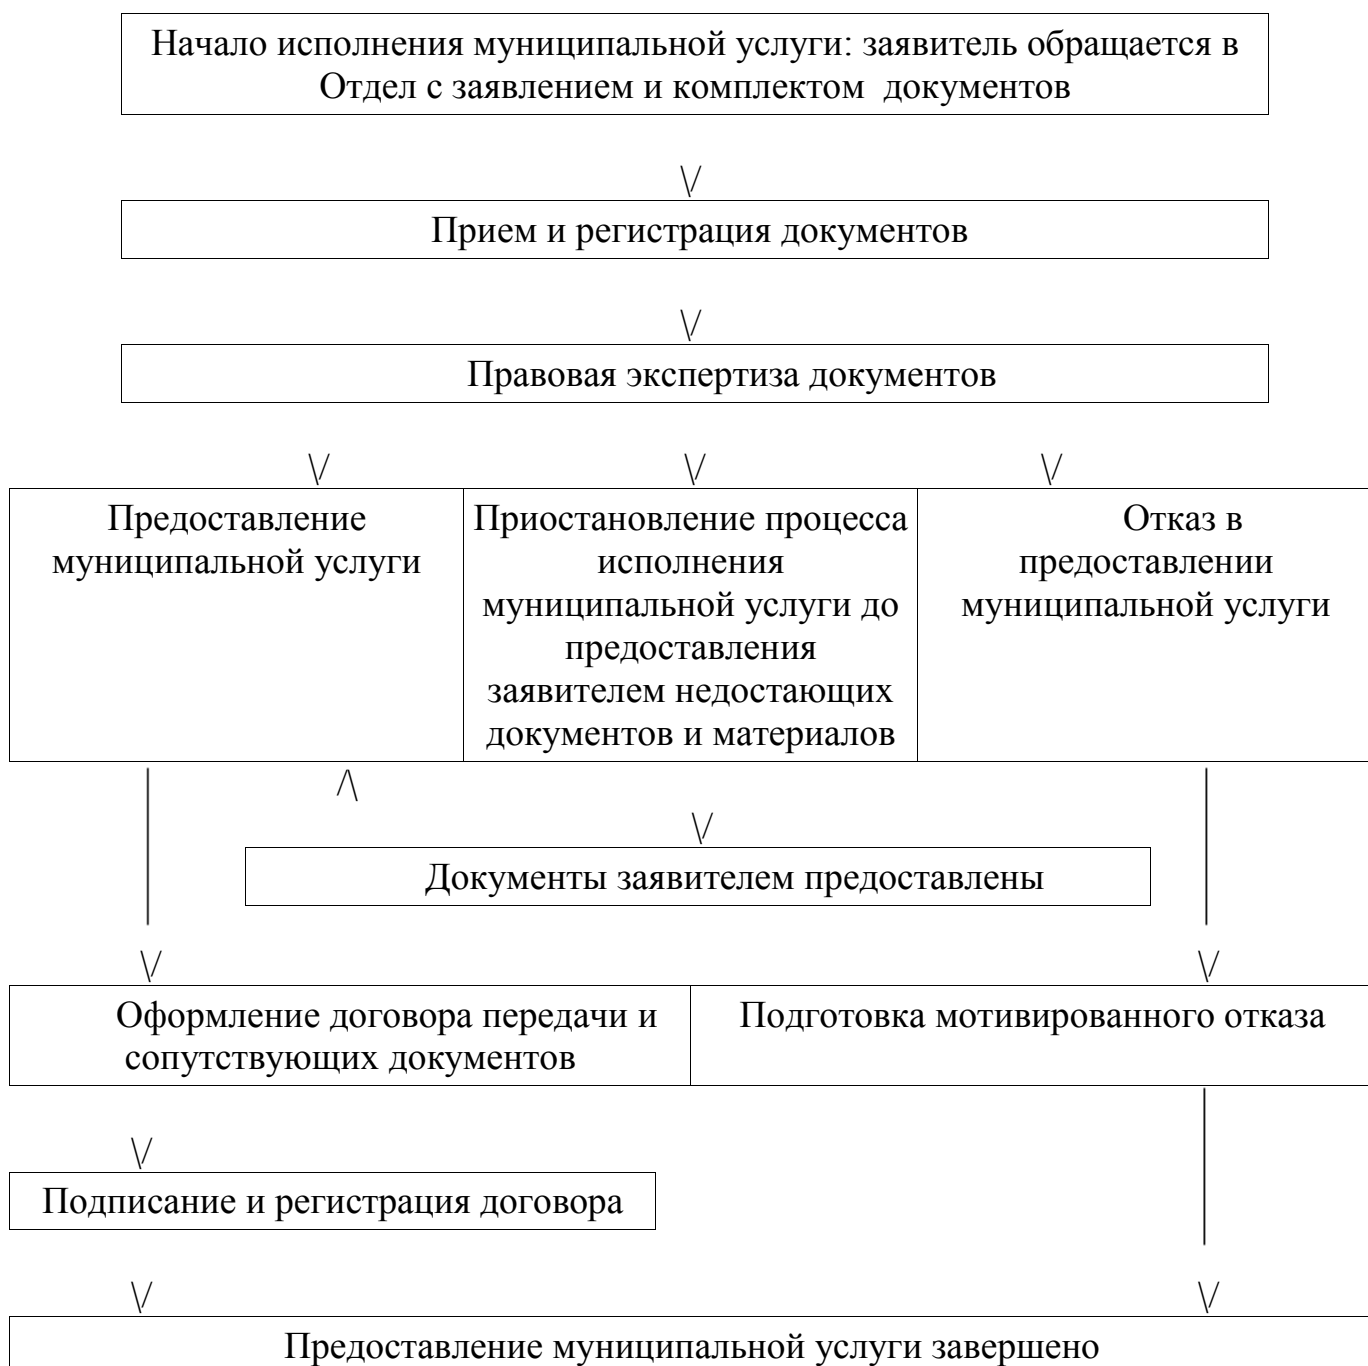 Начало исполнения муниципальной услуги: заявитель обращается в
Отдел с заявлением и комплектом документов
\/
Прием и регистрация документов
\/
Правовая экспертиза документов
\/ \/ \/
Предоставление
муниципальной услуги
Приостановление процесса
исполнения
муниципальной услуги до
предоставления
заявителем недостающих
документов и материалов
Отказ в
предоставлении
муниципальной услуги
/\
\/
Документы заявителем предоставлены
\/ \/
Оформление договора передачи и
сопутствующих документов
Подготовка мотивированного отказа
\/
Подписание и регистрация договора
\/ \/
Предоставление муниципальной услуги завершено